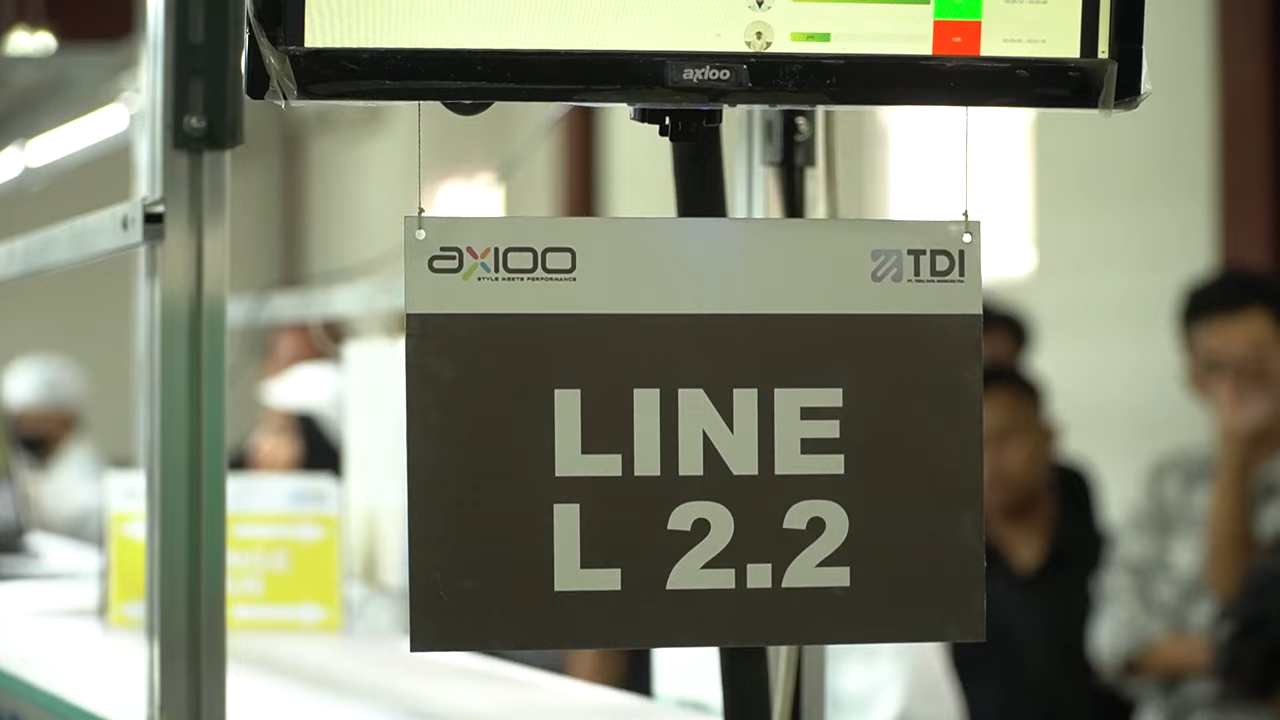 axioo
axioo
STYLE MEETS PERFORMANCE
TDI
LINE
L 2.2